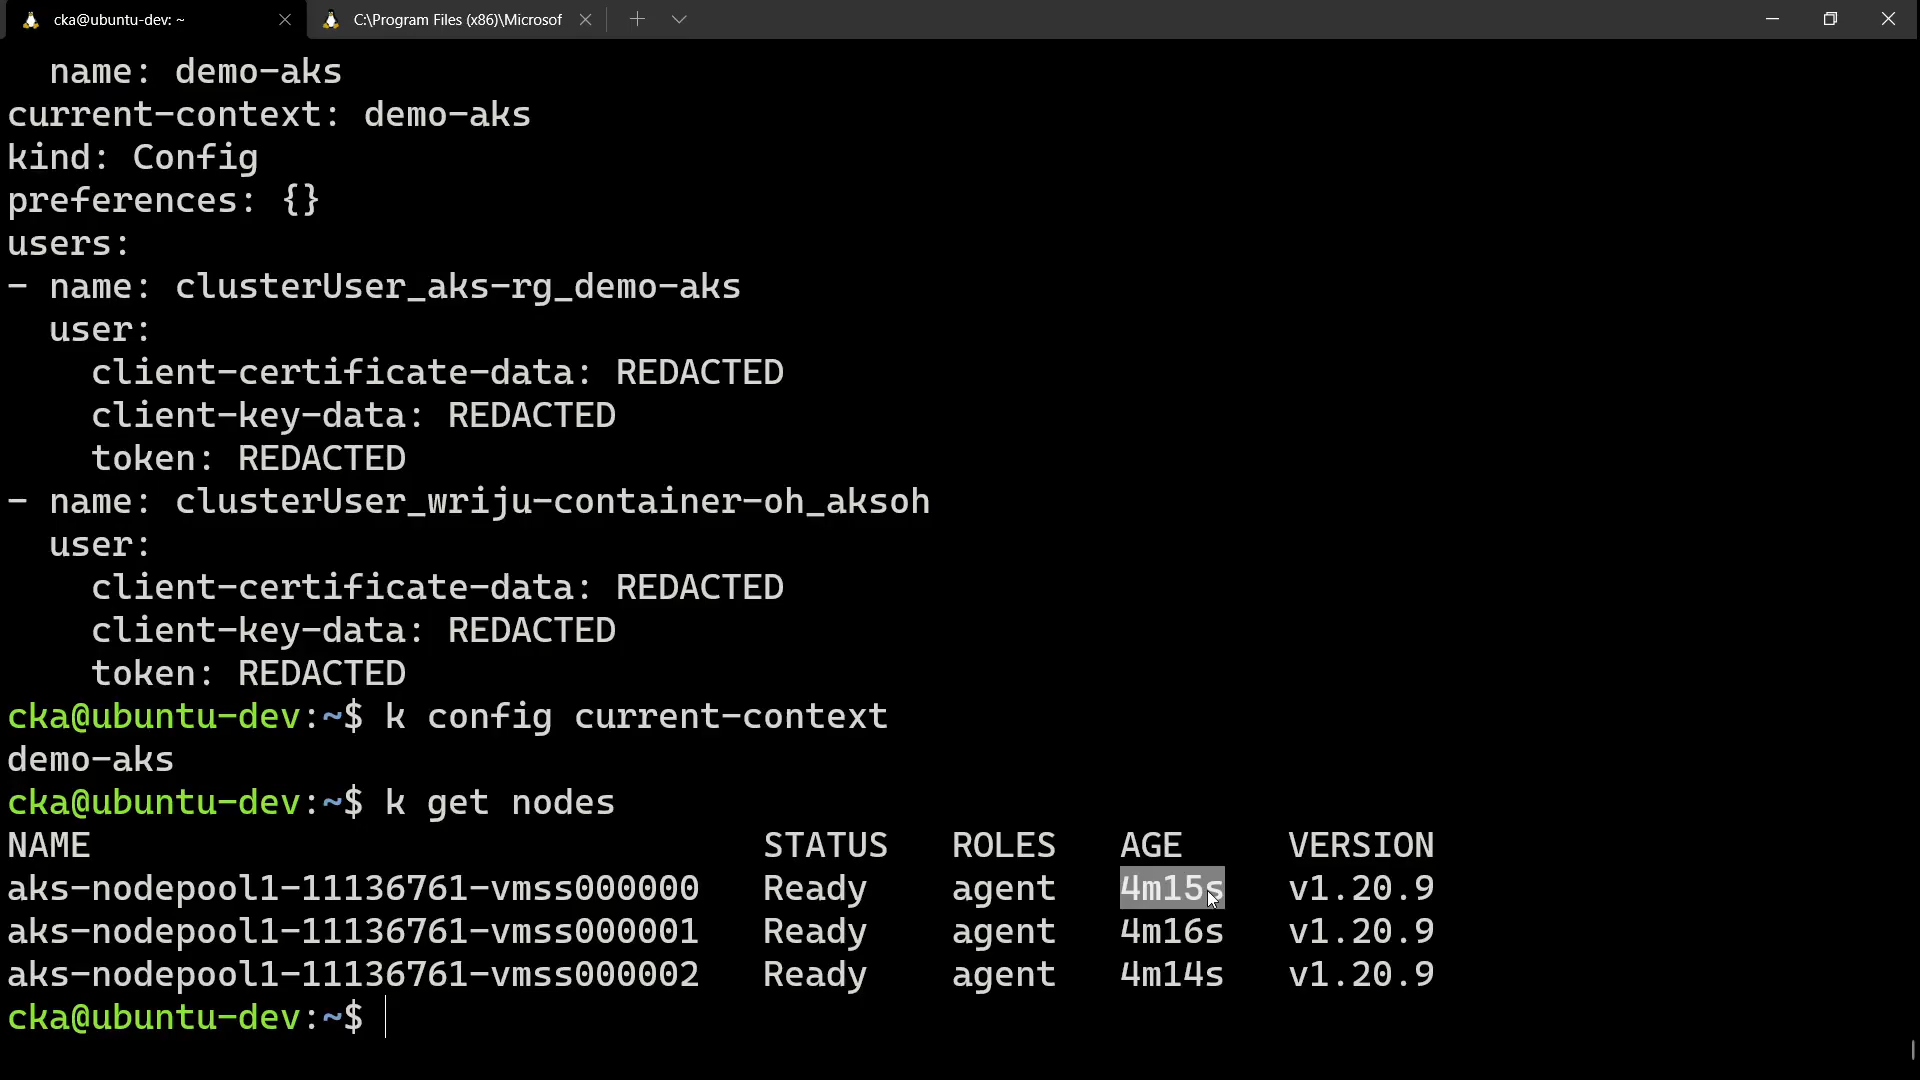 cka@ubuntu-dev: ~
C:\Program Files (x86)\Microsof
  name: demo-aks
current-context: demo-aks
kind: Config
preferences: {}
users:
- name: clusterUser_aks-rg_demo-aks
  user:
    client-certificate-data: REDACTED
    client-key-data: REDACTED
    token: REDACTED
- name: clusterUser_wriju-container-oh_aksoh
  user:
    client-certificate-data: REDACTED
    client-key-data: REDACTED
    token: REDACTED
cka@ubuntu-dev:~$ k config current-context
demo-aks
cka@ubuntu-dev:~$ k get nodes
NAME                                STATUS   ROLES   AGE     VERSION
aks-nodepool1-11136761-vmss000000   Ready    agent   4m15s   v1.20.9
aks-nodepool1-11136761-vmss000001   Ready    agent   4m16s   v1.20.9
aks-nodepool1-11136761-vmss000002   Ready    agent   4m14s   v1.20.9
cka@ubuntu-dev:~$